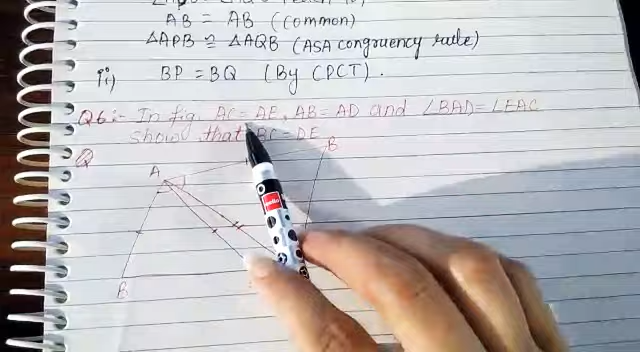 AB = AB (common)
△APB ≅ △AQB (ASA congruency rule)
ii) BP = BQ (By CPCT).
Q6:- In fig. AC = AE, AB = AD and ∠BAD = ∠EAC
show that BC = DE
Q
B
A
B